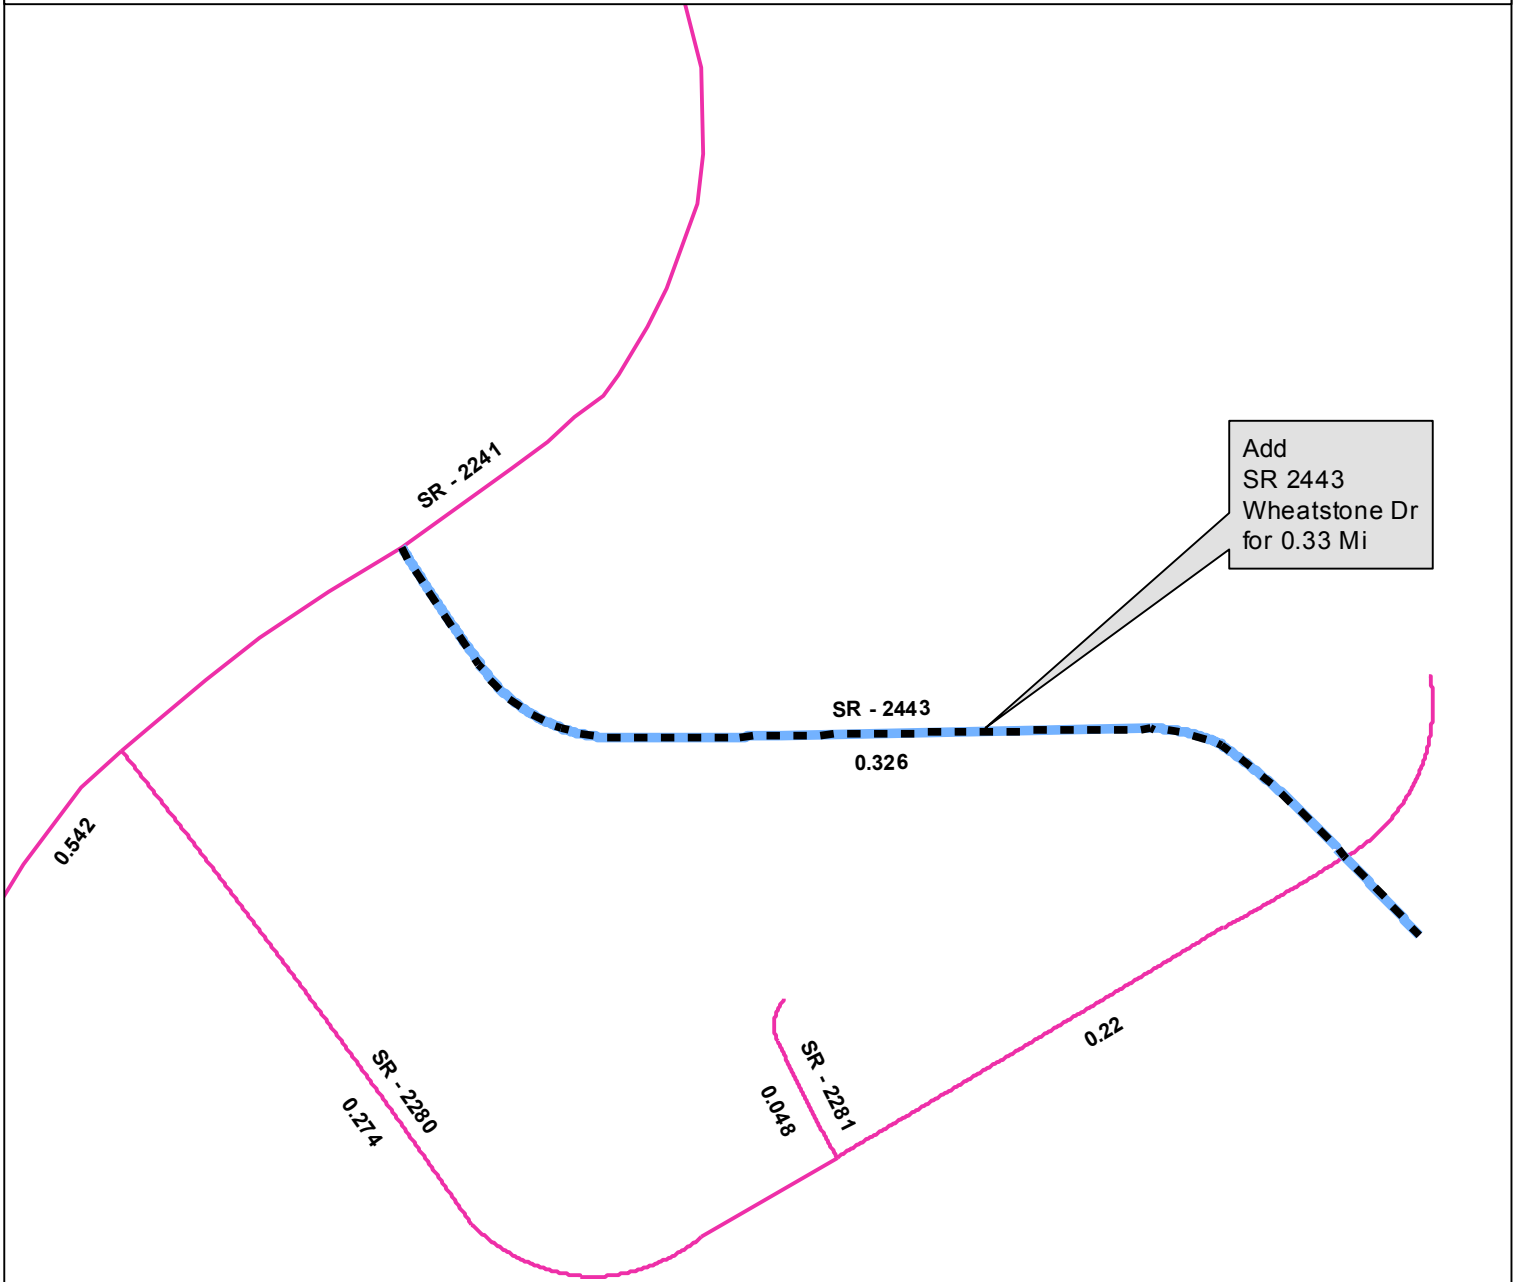 SR - 2241
Add
SR 2443
Wheatstone Dr
for 0.33 Mi
SR - 2443
0.326
0.542
SR - 2280
0.274
SR - 2281
0.048
0.22